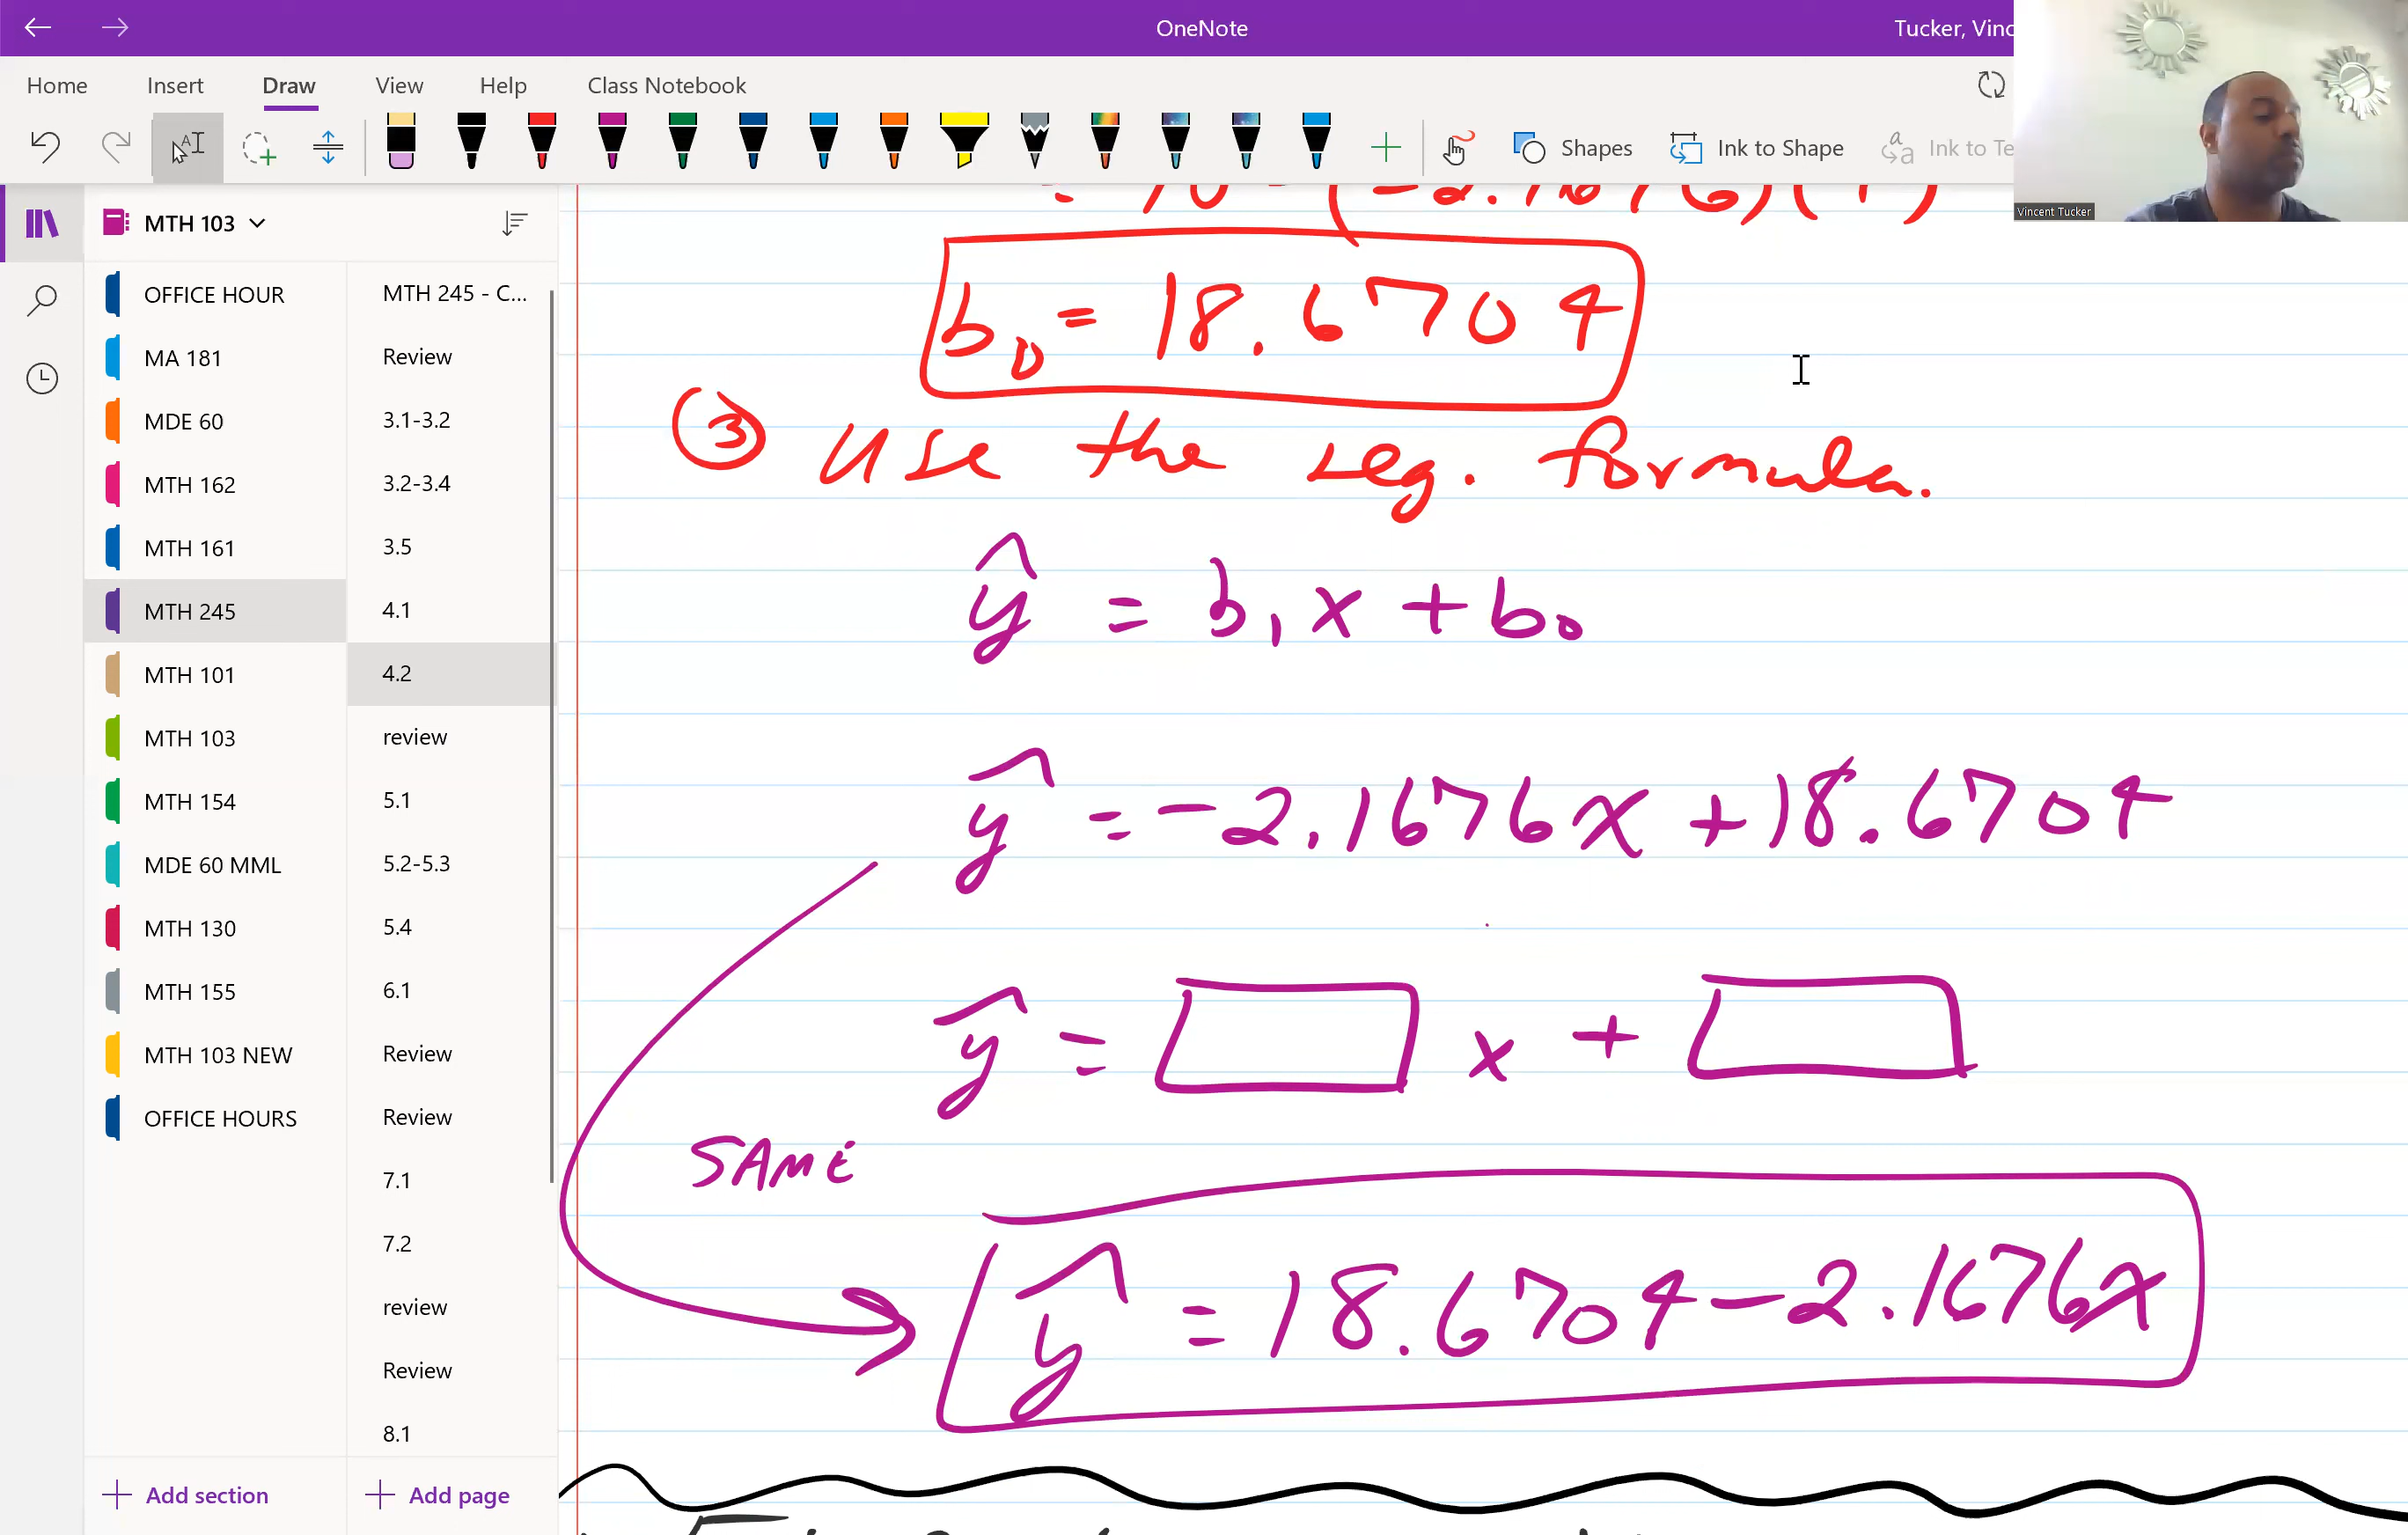 OneNote
Tucker, Vinc
Home Insert Draw View Help Class Notebook
Shapes Ink to Shape Ink to Te
Vincent Tucker
MTH 103
OFFICE HOUR
MA 181
MDE 60
MTH 162
MTH 161
MTH 245
MTH 101
MTH 103
MTH 154
MDE 60 MML
MTH 130
MTH 155
MTH 103 NEW
OFFICE HOURS
Add section
MTH 245 - C...
Review
3.1-3.2
3.2-3.4
3.5
4.1
4.2
review
5.1
5.2-5.3
5.4
6.1
Review
Review
7.1
7.2
review
Review
8.1
Add page
b₀ = 18.6704
③ Use the reg. formula.
ŷ = b₁x + b₀
ŷ = -2.1676x + 18.6704
ŷ = x +
SAME
ŷ = 18.6704 - 2.1676x